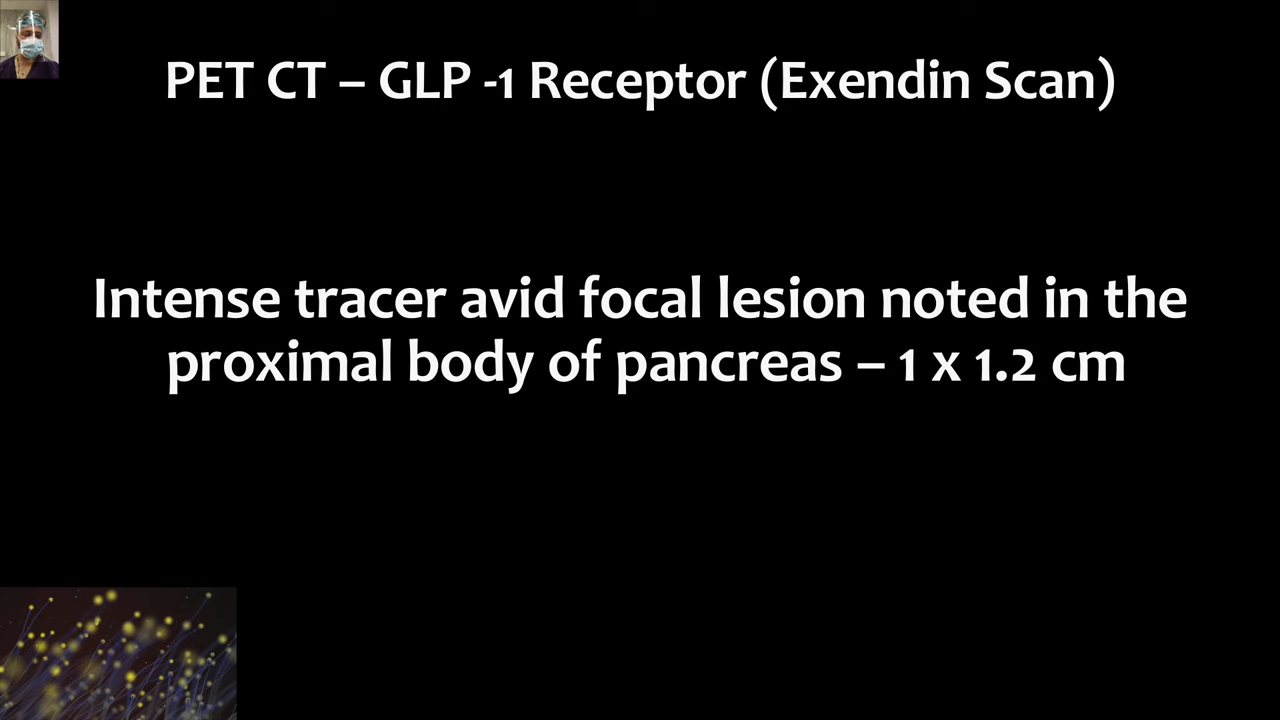 PET CT – GLP -1 Receptor (Exendin Scan)
Intense tracer avid focal lesion noted in the
proximal body of pancreas – 1 x 1.2 cm